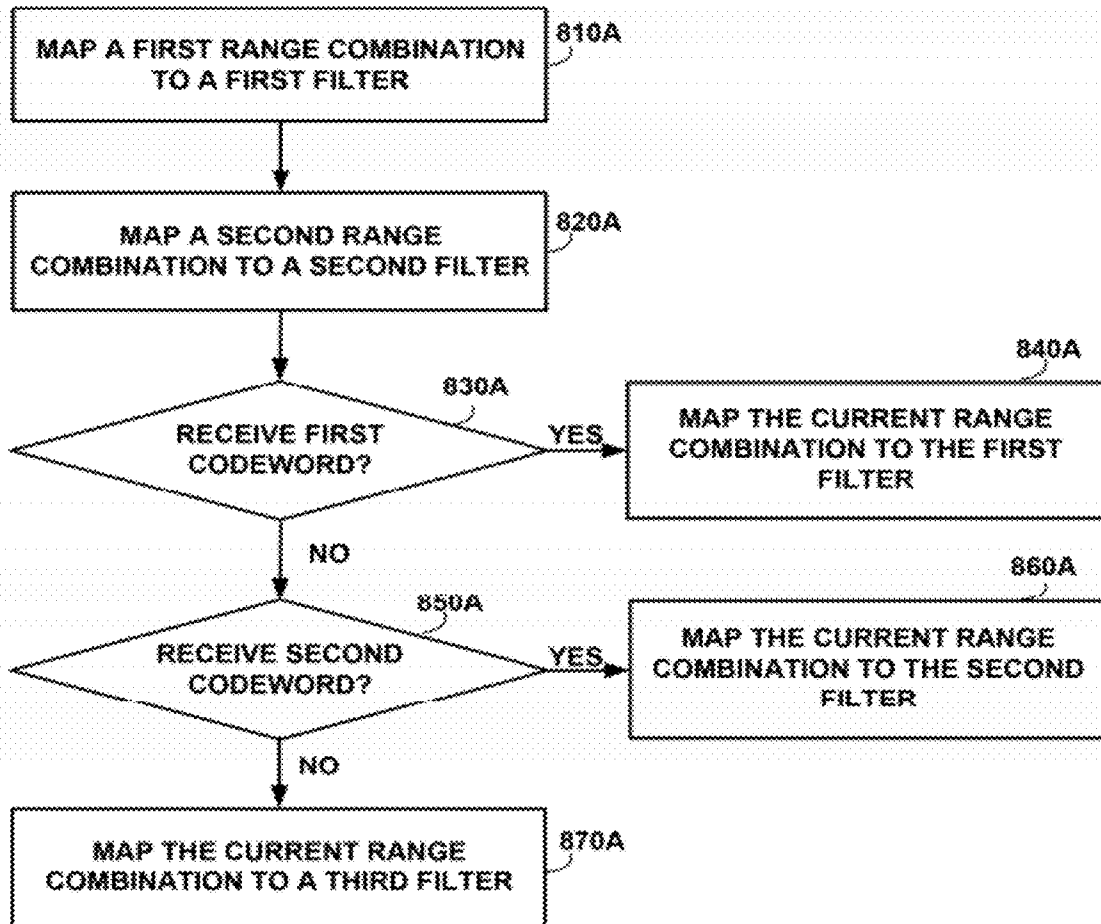 MAP A FIRST RANGE COMBINATION
TO A FIRST FILTER
810A
MAP A SECOND RANGE
COMBINATION TO A SECOND FILTER
820A
RECEIVE FIRST
CODEWORD?
830A
YES
840A
MAP THE CURRENT RANGE
COMBINATION TO THE FIRST
FILTER
NO
RECEIVE SECOND
CODEWORD?
850A
YES
860A
MAP THE CURRENT RANGE
COMBINATION TO THE SECOND
FILTER
NO
MAP THE CURRENT RANGE
COMBINATION TO A THIRD FILTER
870A